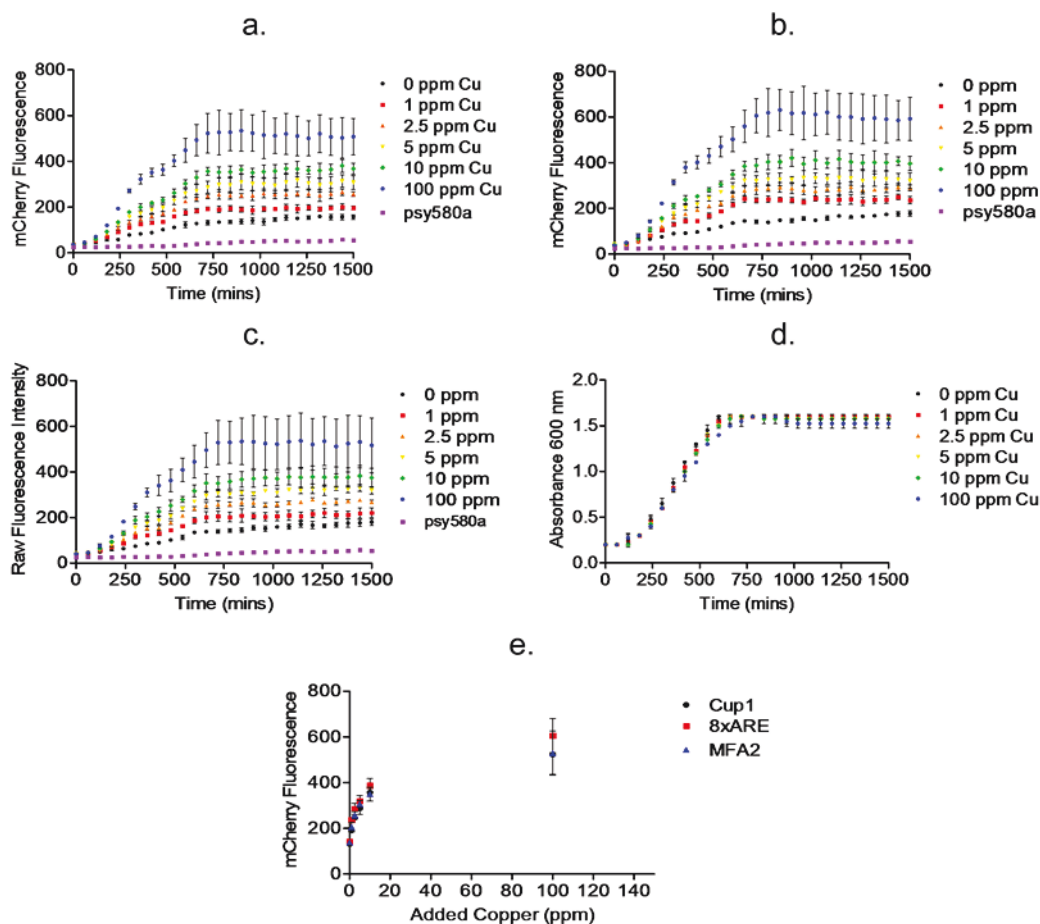 a.
mCherry Fluorescence
800
600
400
200
0
0 250 500 750 1000 1250 1500
Time (mins)
0 ppm Cu
1 ppm Cu
2.5 ppm Cu
5 ppm Cu
10 ppm Cu
100 ppm Cu
psy580a
b.
mCherry Fluorescence
800
600
400
200
0
0 250 500 750 1000 1250 1500
Time (mins)
0 ppm
1 ppm
2.5 ppm
5 ppm
10 ppm
100 ppm
psy580a
c.
Raw Fluorescence Intensity
800
600
400
200
0
0 250 500 750 1000 1250 1500
Time (mins)
0 ppm
1 ppm
2.5 ppm
5 ppm
10 ppm
100 ppm
psy580a
d.
Absorbance 600 nm
2.0
1.5
1.0
0.5
0.0
0 250 500 750 1000 1250 1500
Time (mins)
0 ppm Cu
1 ppm Cu
2.5 ppm Cu
5 ppm Cu
10 ppm Cu
100 ppm Cu
e.
mCherry Fluorescence
800
600
400
200
0
0 20 40 60 80 100 120 140
Added Copper (ppm)
Cup1
8xARE
MFA2